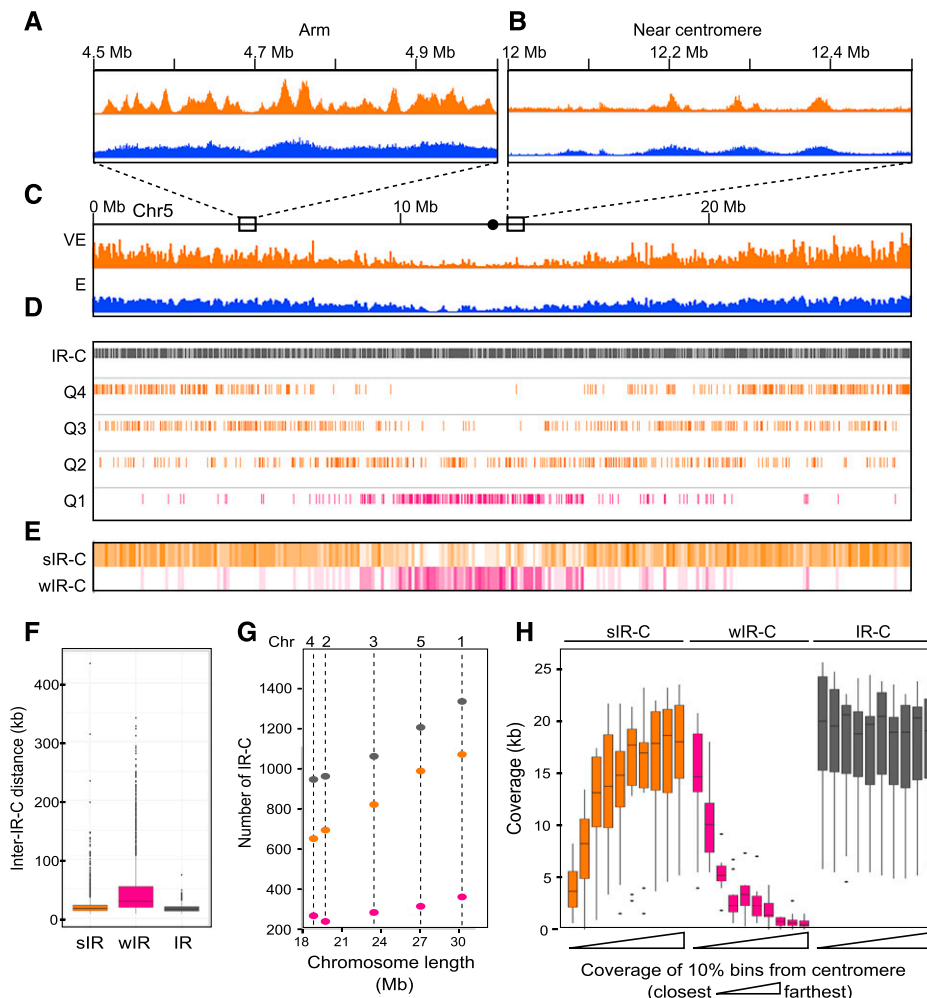 A
Arm
4.5 Mb 4.7 Mb 4.9 Mb
B
Near centromere
12 Mb 12.2 Mb 12.4 Mb
C
0 Mb Chr5 10 Mb 20 Mb
VE
E
D
IR-C
Q4
Q3
Q2
Q1
E
sIR-C
wIR-C
F
Inter-IR-C distance (kb)
400
300
200
100
0
sIR wIR IR
G
Chr 4 2 3 5 1
Number of IR-C
1400
1200
1000
800
600
400
200
18 21 24 27 30
Chromosome length
(Mb)
H
sIR-C wIR-C IR-C
Coverage (kb)
25
20
15
10
5
0
Coverage of 10% bins from centromere
(closest farthest)